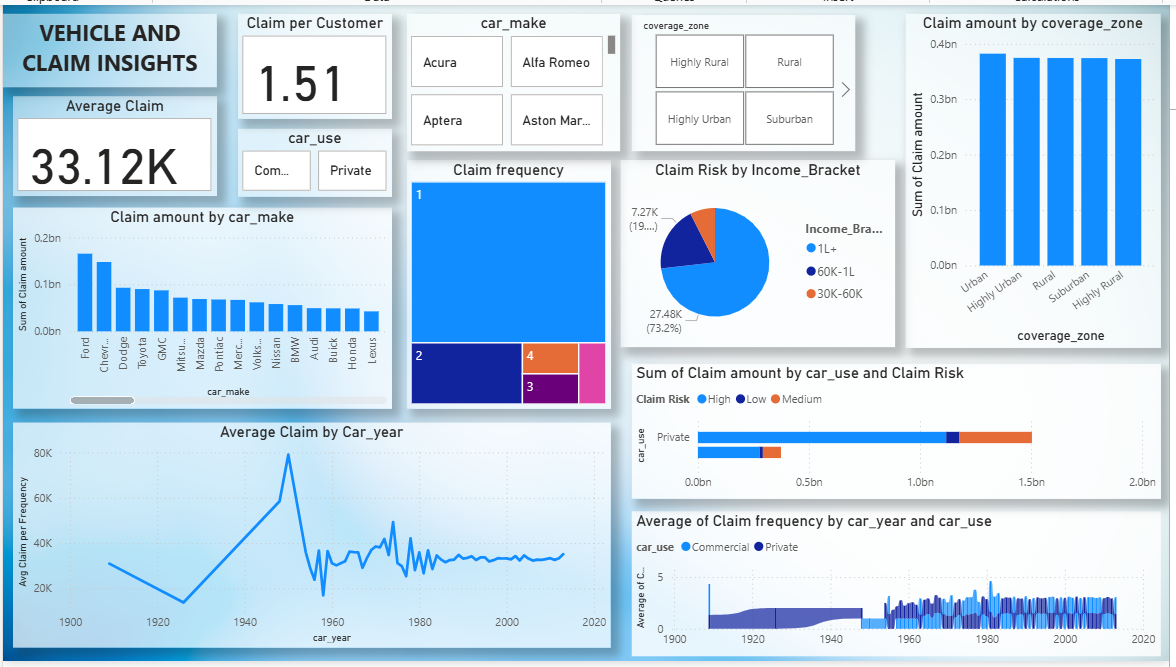 VEHICLE AND
CLAIM INSIGHTS
Average Claim
33.12K
Claim per Customer
1.51
car_use
Com...
Private
car_make
Acura
Alfa Romeo
Aptera
Aston Mar...
coverage_zone
Highly Rural
Rural
Highly Urban
Suburban
Claim amount by coverage_zone
Sum of Claim amount
0.4bn
0.3bn
0.2bn
0.1bn
0.0bn
Urban
Highly Urban
Rural
Suburban
Highly Rural
coverage_zone
Claim amount by car_make
Sum of Claim amount
0.2bn
0.1bn
0.0bn
Ford
Chevr...
Dodge
Toyota
GMC
Mitsu...
Mazda
Pontiac
Merc...
Volks...
Nissan
BMW
Audi
Buick
Honda
Lexus
car_make
Claim frequency
1
2
4
3
Claim Risk by Income_Bracket
7.27K
(19....)
27.48K
(73.2%)
Income_Bra...
1L+
60K-1L
30K-60K
Sum of Claim amount by car_use and Claim Risk
Claim Risk High Low Medium
car_use
Private
0.0bn 0.5bn 1.0bn 1.5bn 2.0bn
Average Claim by Car_year
Avg Claim per Frequency
80K
60K
40K
20K
1900 1920 1940 1960 1980 2000 2020
car_year
Average of Claim frequency by car_year and car_use
car_use Commercial Private
Average of C...
5
0
1900 1920 1940 1960 1980 2000 2020